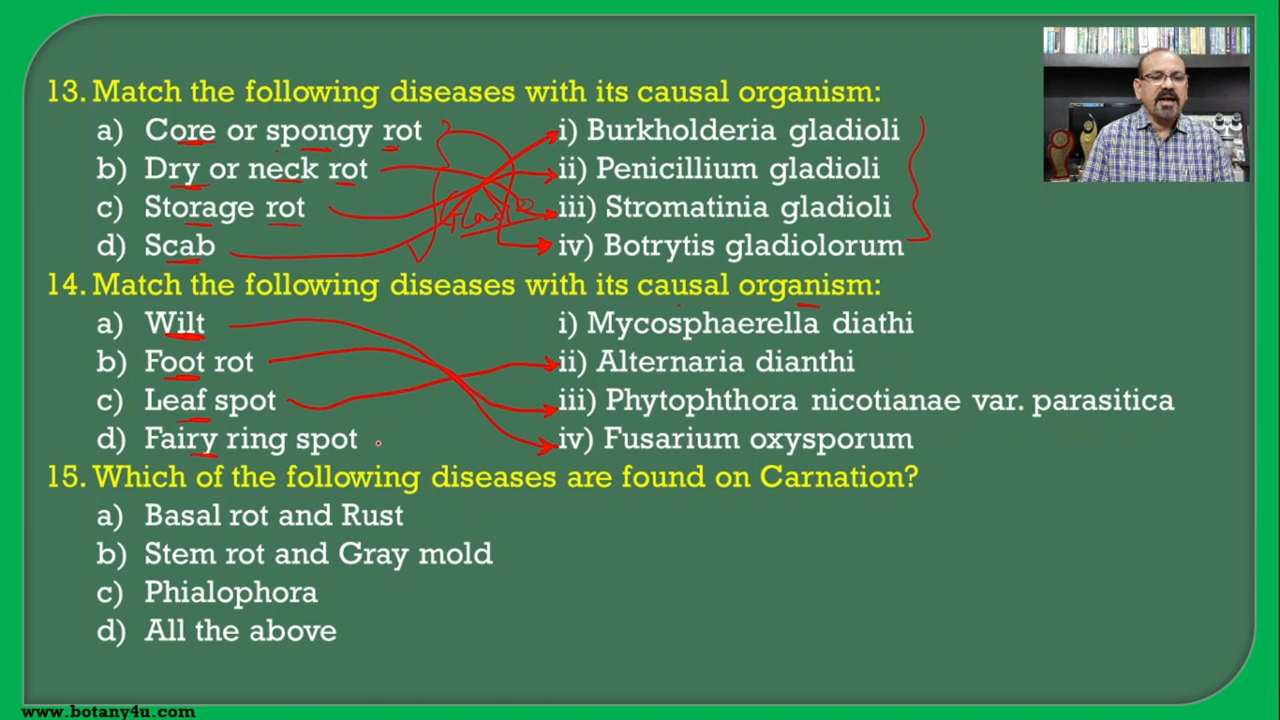 13. Match the following diseases with its causal organism:
a) Core or spongy rot i) Burkholderia gladioli
b) Dry or neck rot ii) Penicillium gladioli
c) Storage rot iii) Stromatinia gladioli
d) Scab iv) Botrytis gladiolorum
14. Match the following diseases with its causal organism:
a) Wilt i) Mycosphaerella diathi
b) Foot rot ii) Alternaria dianthi
c) Leaf spot iii) Phytophthora nicotianae var. parasitica
d) Fairy ring spot iv) Fusarium oxysporum
15. Which of the following diseases are found on Carnation?
a) Basal rot and Rust
b) Stem rot and Gray mold
c) Phialophora
d) All the above
www.botany4u.com